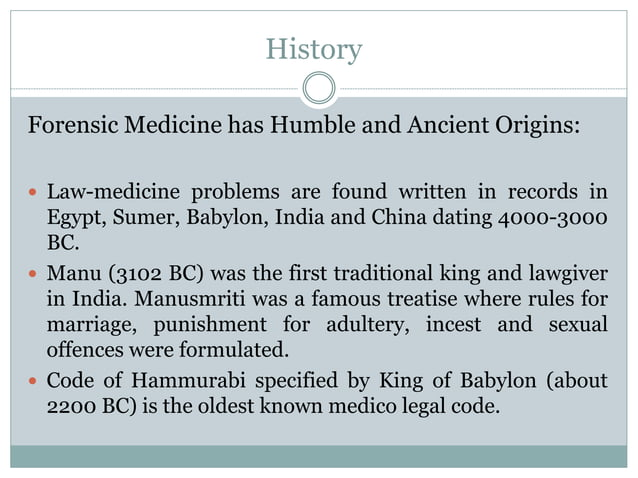 History
Forensic Medicine has Humble and Ancient Origins:
• Law-medicine problems are found written in records in
Egypt, Sumer, Babylon, India and China dating 4000-3000
BC.
• Manu (3102 BC) was the first traditional king and lawgiver
in India. Manusmriti was a famous treatise where rules for
marriage, punishment for adultery, incest and sexual
offences were formulated.
• Code of Hammurabi specified by King of Babylon (about
2200 BC) is the oldest known medico legal code.